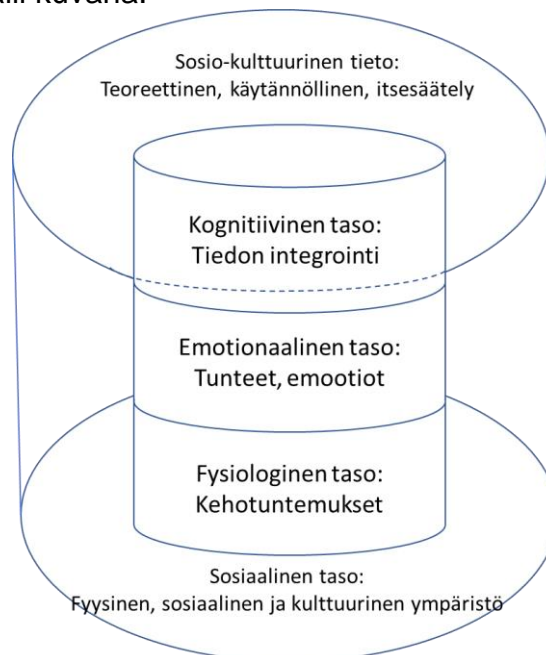 Sosio-kulttuurinen tieto:
Teoreettinen, käytännöllinen, itsesäätely
Kognitiivinen taso:
Tiedon integrointi
Emotionaalinen taso:
Tunteet, emootiot
Fysiologinen taso:
Kehotuntemukset
Sosiaalinen taso:
Fyysinen, sosiaalinen ja kulttuurinen ympäristö